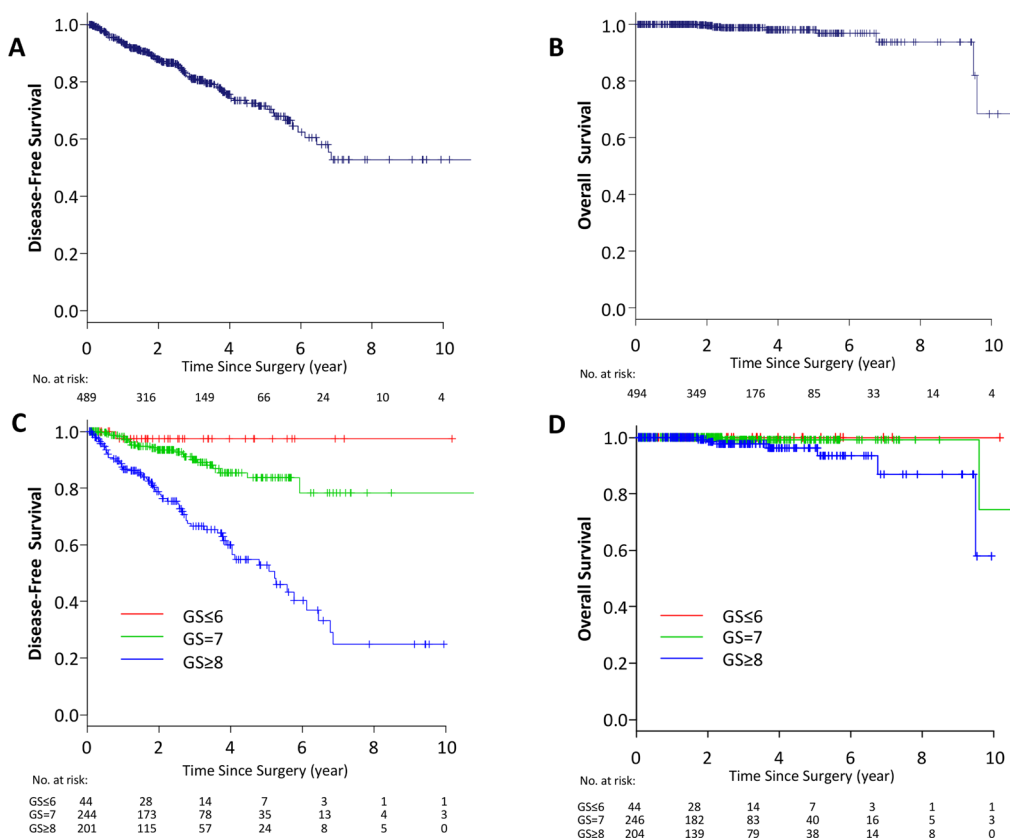 A
Disease-Free Survival
1.0
0.8
0.6
0.4
0.2
0.0
0 2 4 6 8 10
Time Since Surgery (year)
No. at risk:
489 316 149 66 24 10 4
B
Overall Survival
1.0
0.8
0.6
0.4
0.2
0.0
0 2 4 6 8 10
Time Since Surgery (year)
No. at risk:
494 349 176 85 33 14 4
C
Disease-Free Survival
1.0
0.8
0.6
0.4
0.2
0.0
GS≤6
GS=7
GS≥8
0 2 4 6 8 10
Time Since Surgery (year)
No. at risk:
GS≤6 44 28 14 7 3 1 1
GS=7 244 173 78 35 13 4 3
GS≥8 201 115 57 24 8 5 0
D
Overall Survival
1.0
0.8
0.6
0.4
0.2
0.0
GS≤6
GS=7
GS≥8
0 2 4 6 8 10
Time Since Surgery (year)
No. at risk:
GS≤6 44 28 14 7 3 1 1
GS=7 246 182 83 40 16 5 3
GS≥8 204 139 79 38 14 8 0